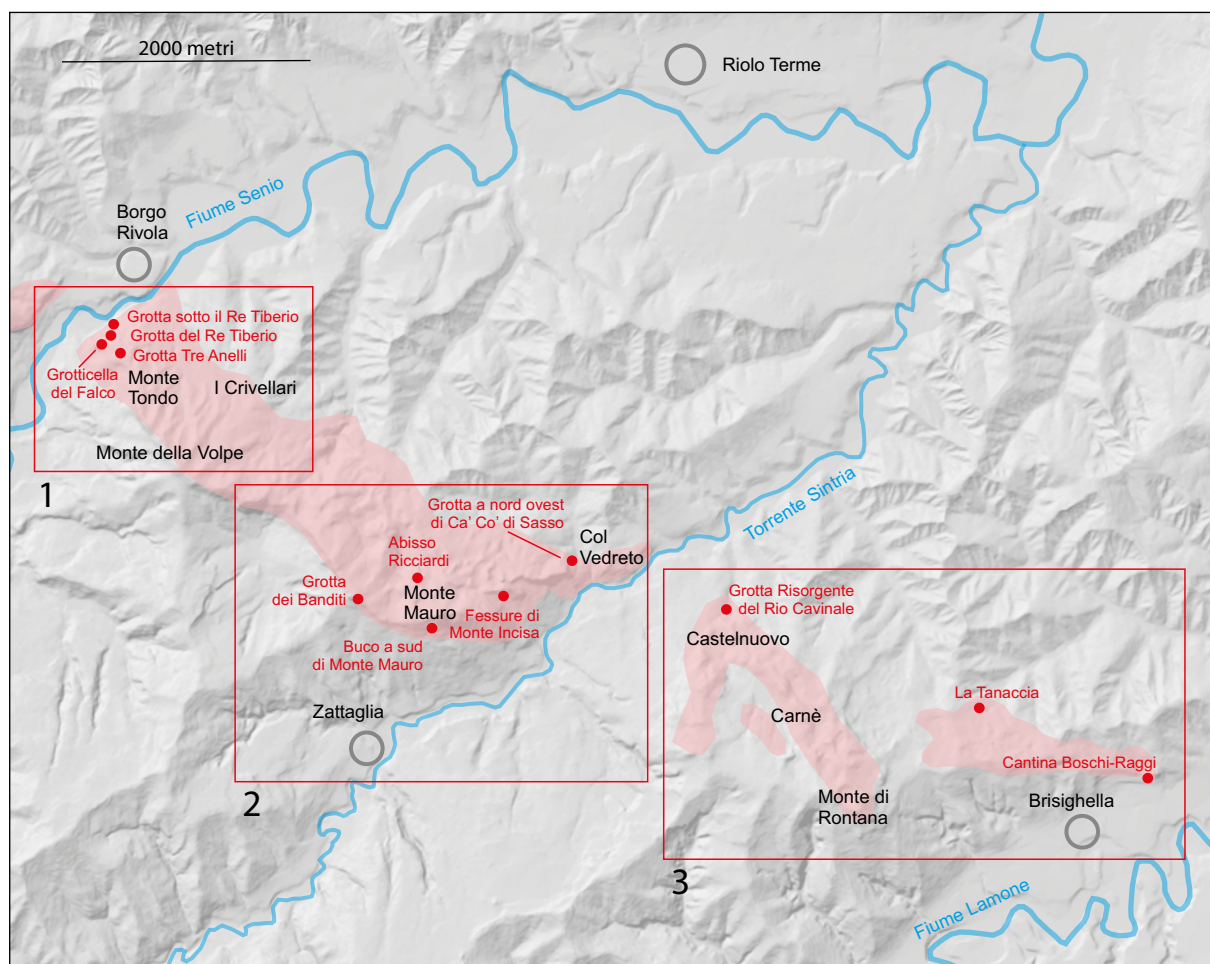 2000 metri
Riolo Terme
Fiume Senio
Borgo
Rivola
Grotta sotto il Re Tiberio
Grotta del Re Tiberio
Grotta Tre Anelli
Grotticella
del Falco
Monte
Tondo
I Crivellari
Monte della Volpe
1
Torrente Sintria
Grotta a nord ovest
di Ca' Co' di Sasso
Col
Vedreto
Abisso
Ricciardi
Grotta
dei Banditi
Monte
Mauro
Fessure di
Monte Incisa
Buco a sud
di Monte Mauro
Zattaglia
2
Grotta Risorgente
del Rio Cavinale
Castelnuovo
La Tanaccia
Carnè
Cantina Boschi-Raggi
Monte di
Rontana
Brisighella
3
Fiume Lamone